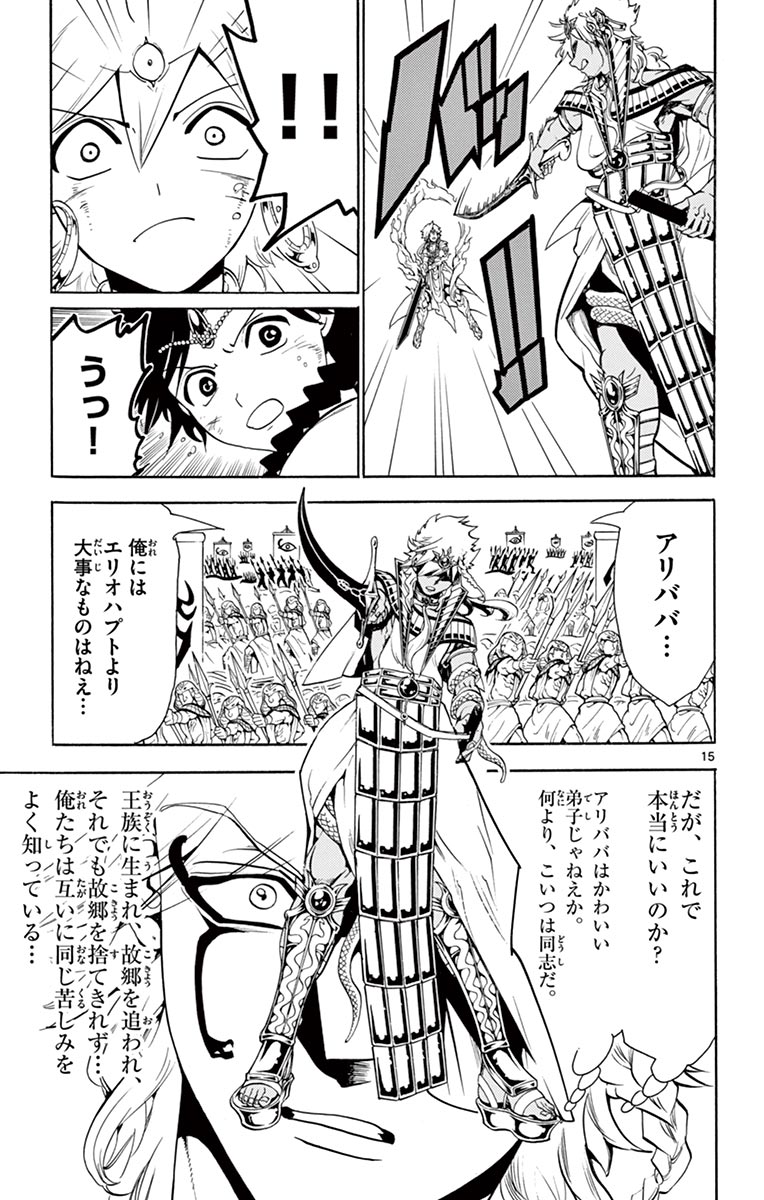 バッ!!
!!
うっ!
アリババ…
俺には
エリオハプトより
大事なものはねえ…
15
だが、これで
本当にいいのか?
アリババはかわいい
弟子じゃねえか。
何より、こいつは同志だ。
王族に生まれ、故郷を追われ、
それでも故郷を捨てきれず…
俺たちは互いに同じ苦しみを
よく知っている…